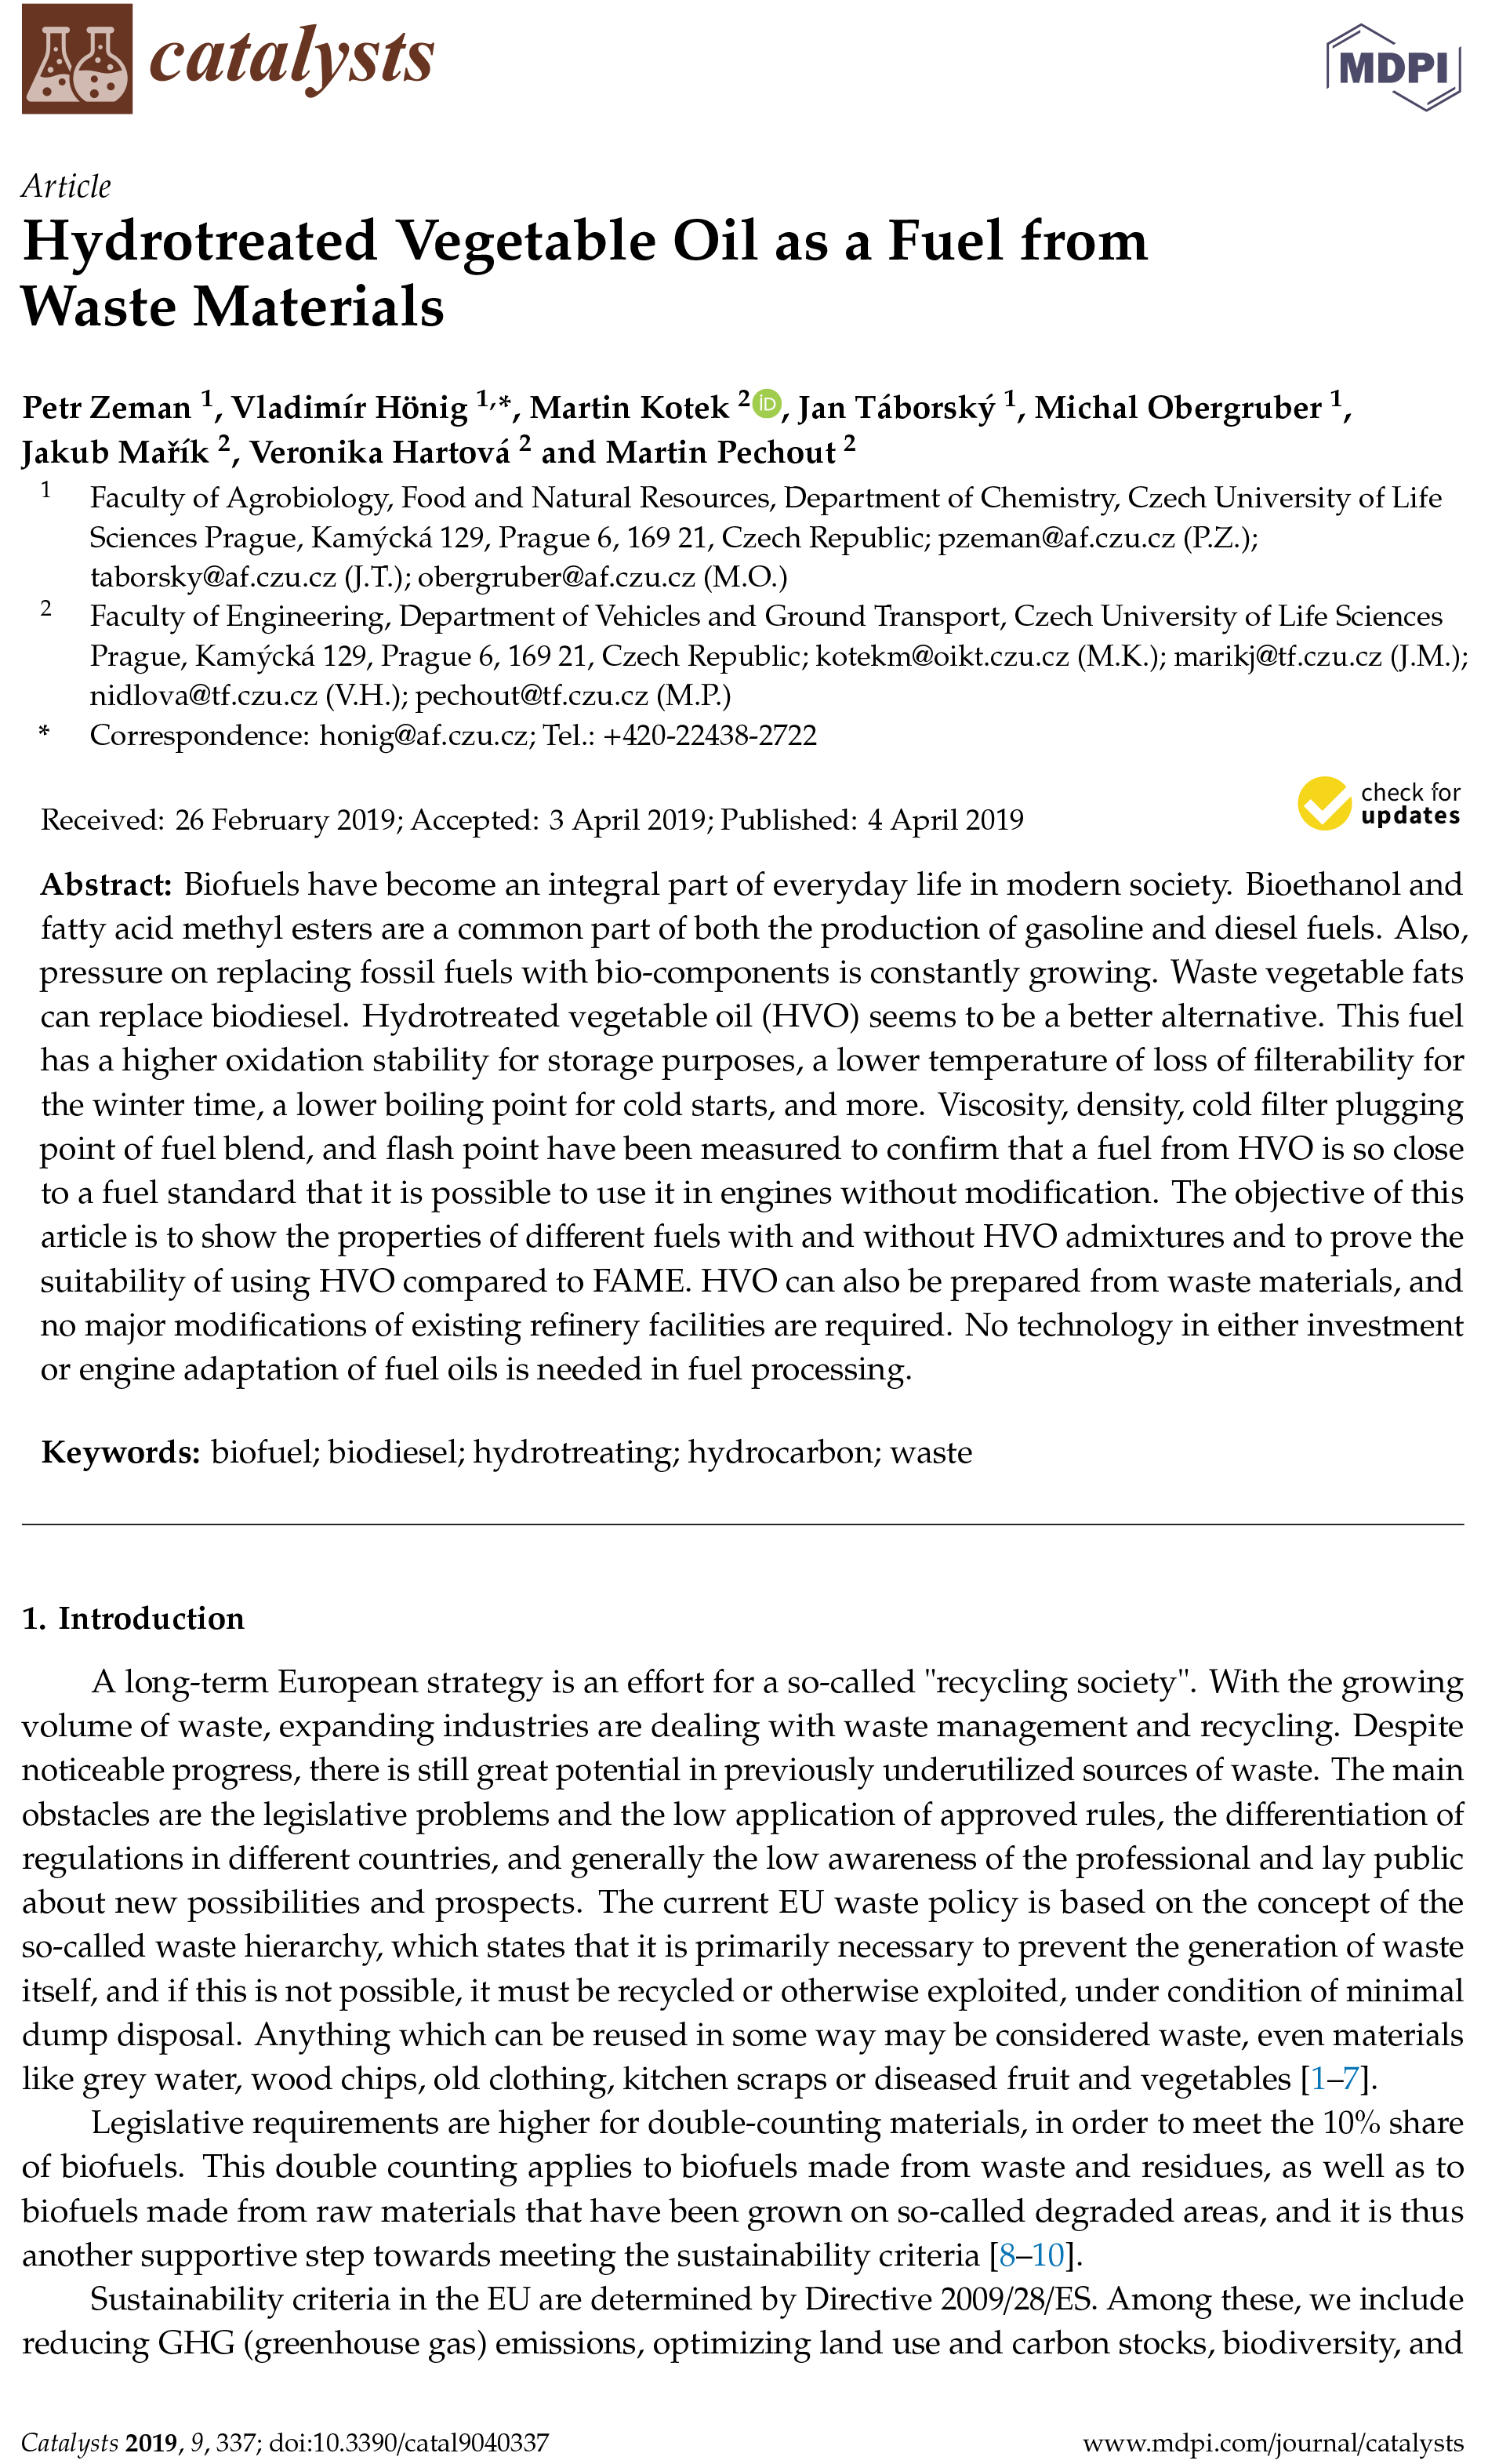 catalysts
MDPI
Article
Hydrotreated Vegetable Oil as a Fuel from
Waste Materials
Petr Zeman 1, Vladimír Hönig 1,*, Martin Kotek 2 iD, Jan Táborský 1, Michal Obergruber 1,
Jakub Mařík 2, Veronika Hartová 2 and Martin Pechout 2
1 Faculty of Agrobiology, Food and Natural Resources, Department of Chemistry, Czech University of Life
Sciences Prague, Kamýcká 129, Prague 6, 169 21, Czech Republic; pzeman@af.czu.cz (P.Z.);
taborsky@af.czu.cz (J.T.); obergruber@af.czu.cz (M.O.)
2 Faculty of Engineering, Department of Vehicles and Ground Transport, Czech University of Life Sciences
Prague, Kamýcká 129, Prague 6, 169 21, Czech Republic; kotekm@oikt.czu.cz (M.K.); marikj@tf.czu.cz (J.M.);
nidlova@tf.czu.cz (V.H.); pechout@tf.czu.cz (M.P.)
* Correspondence: honig@af.czu.cz; Tel.: +420-22438-2722
check for
updates
Received: 26 February 2019; Accepted: 3 April 2019; Published: 4 April 2019
Abstract: Biofuels have become an integral part of everyday life in modern society. Bioethanol and
fatty acid methyl esters are a common part of both the production of gasoline and diesel fuels. Also,
pressure on replacing fossil fuels with bio-components is constantly growing. Waste vegetable fats
can replace biodiesel. Hydrotreated vegetable oil (HVO) seems to be a better alternative. This fuel
has a higher oxidation stability for storage purposes, a lower temperature of loss of filterability for
the winter time, a lower boiling point for cold starts, and more. Viscosity, density, cold filter plugging
point of fuel blend, and flash point have been measured to confirm that a fuel from HVO is so close
to a fuel standard that it is possible to use it in engines without modification. The objective of this
article is to show the properties of different fuels with and without HVO admixtures and to prove the
suitability of using HVO compared to FAME. HVO can also be prepared from waste materials, and
no major modifications of existing refinery facilities are required. No technology in either investment
or engine adaptation of fuel oils is needed in fuel processing.
Keywords: biofuel; biodiesel; hydrotreating; hydrocarbon; waste
1. Introduction
A long-term European strategy is an effort for a so-called "recycling society". With the growing
volume of waste, expanding industries are dealing with waste management and recycling. Despite
noticeable progress, there is still great potential in previously underutilized sources of waste. The main
obstacles are the legislative problems and the low application of approved rules, the differentiation of
regulations in different countries, and generally the low awareness of the professional and lay public
about new possibilities and prospects. The current EU waste policy is based on the concept of the
so-called waste hierarchy, which states that it is primarily necessary to prevent the generation of waste
itself, and if this is not possible, it must be recycled or otherwise exploited, under condition of minimal
dump disposal. Anything which can be reused in some way may be considered waste, even materials
like grey water, wood chips, old clothing, kitchen scraps or diseased fruit and vegetables [1–7].
Legislative requirements are higher for double-counting materials, in order to meet the 10% share
of biofuels. This double counting applies to biofuels made from waste and residues, as well as to
biofuels made from raw materials that have been grown on so-called degraded areas, and it is thus
another supportive step towards meeting the sustainability criteria [8–10].
Sustainability criteria in the EU are determined by Directive 2009/28/ES. Among these, we include
reducing GHG (greenhouse gas) emissions, optimizing land use and carbon stocks, biodiversity, and
Catalysts 2019, 9, 337; doi:10.3390/catal9040337
www.mdpi.com/journal/catalysts